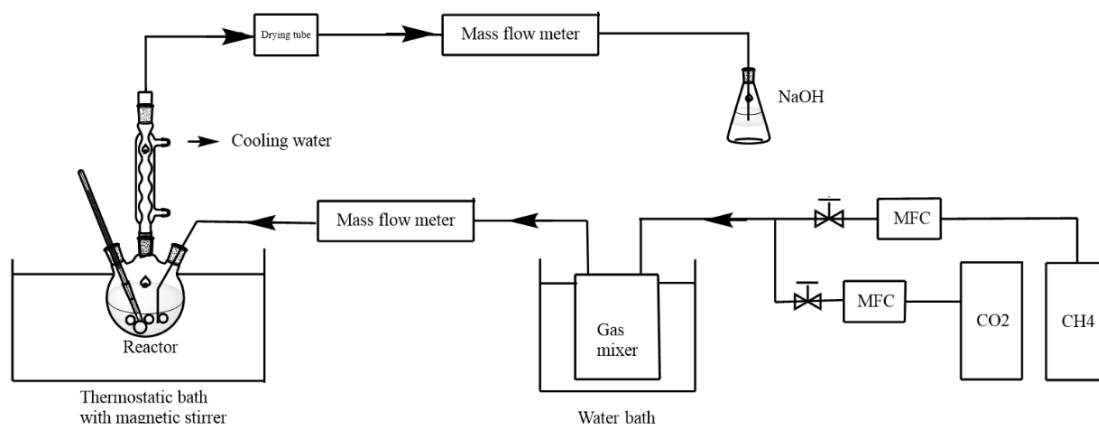 Drying tube
Mass flow meter
NaOH
Cooling water
Mass flow meter
MFC
MFC
CO2
CH4
Gas
mixer
Reactor
Thermostatic bath
with magnetic stirrer
Water bath